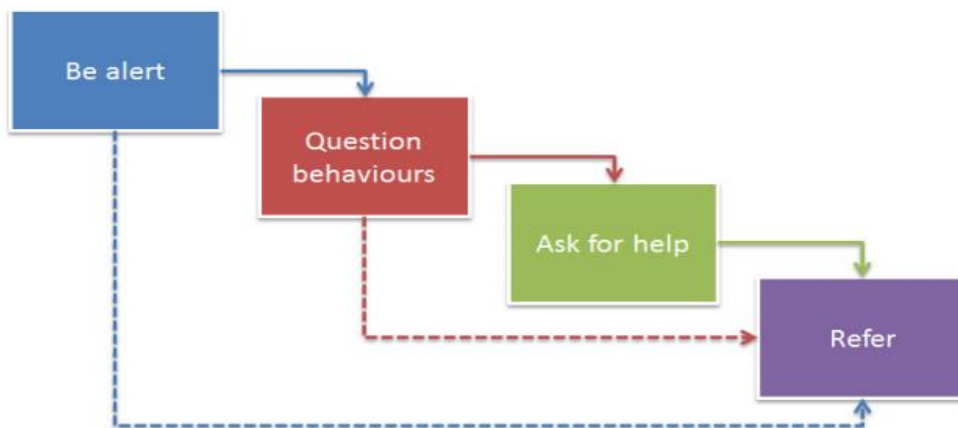 Be alert
Question
behaviours
Ask for help
Refer